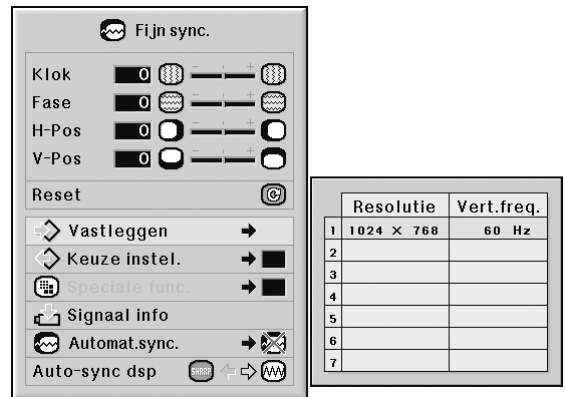 Fijn sync.
Klok 0 - +
Fase 0 - +
H-Pos 0 - +
V-Pos 0 - +
Reset
Vastleggen
Keuze instel.
Speciale func.
Signaal info
Automat.sync.
Auto-sync dsp SHARP
Resolutie Vert.freq.
1 1024 × 768 60 Hz
2
3
4
5
6
7